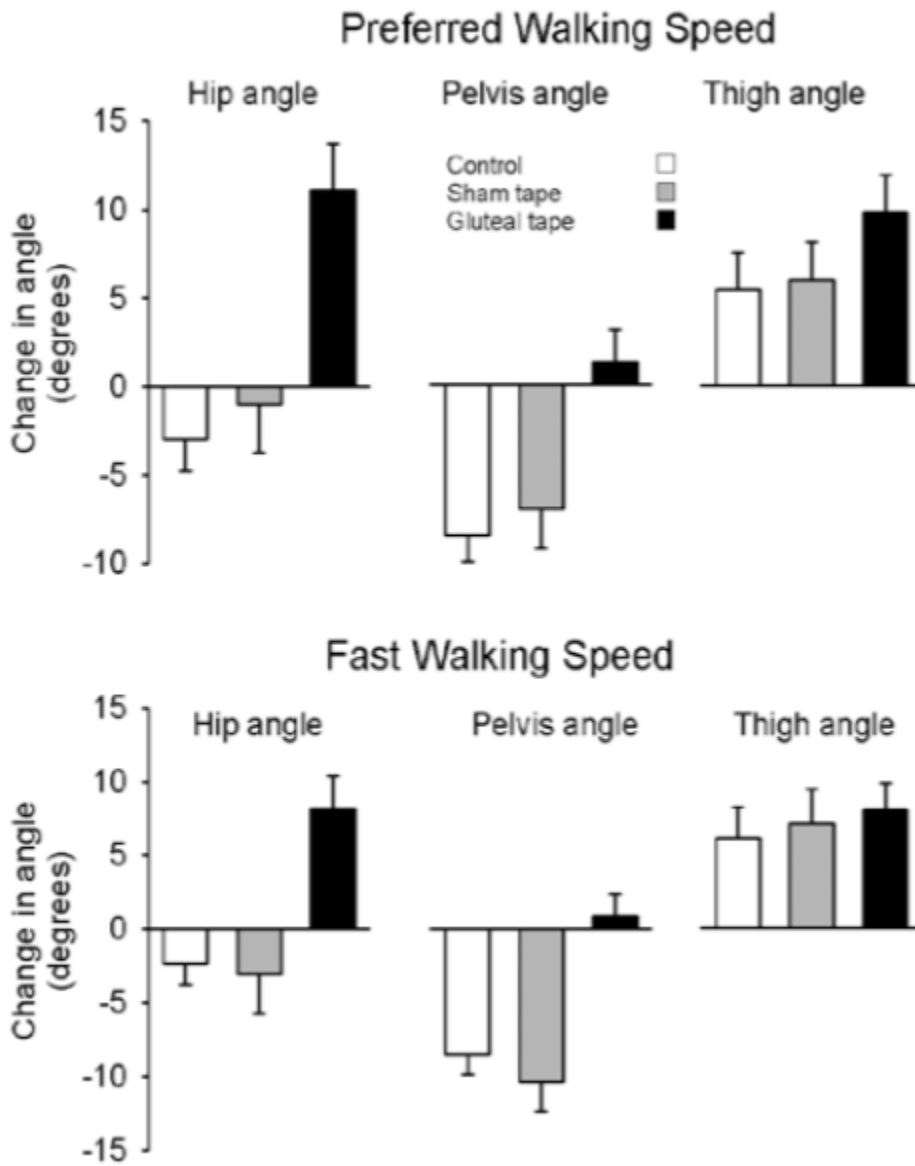 Preferred Walking Speed
Hip angle
Pelvis angle
Thigh angle
Control
Sham tape
Gluteal tape
Change in angle
(degrees)
15
10
5
0
-5
-10
Fast Walking Speed
Hip angle
Pelvis angle
Thigh angle
Change in angle
(degrees)
15
10
5
0
-5
-10
-15